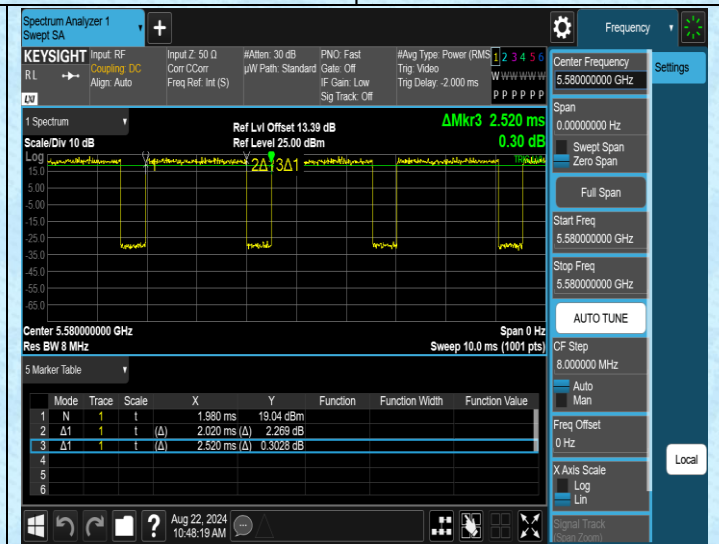 Spectrum Analyzer 1
Swept SA
Frequency
KEYSIGHT
RL
LXI
Input: RF
Coupling: DC
Align: Auto
Input Z: 50 Ω
Corr CCorr
Freq Ref: Int (S)
#Atten: 30 dB
µW Path: Standard
PNO: Fast
Gate: Off
IF Gain: Low
Sig Track: Off
#Avg Type: Power (RMS
Trig: Video
Trig Delay: -2.000 ms
1 2 3 4 5 6
W W W W W W
P P P P P P
1 Spectrum
Scale/Div 10 dB
Ref Lvl Offset 13.39 dB
Ref Level 25.00 dBm
ΔMkr3 2.520 ms
0.30 dB
Log
15.0
5.00
-5.00
-15.0
-25.0
-35.0
-45.0
-55.0
-65.0
1
2Δ1
3Δ1
Center 5.580000000 GHz
Res BW 8 MHz
Span 0 Hz
Sweep 10.0 ms (1001 pts)
5 Marker Table
Mode Trace Scale X Y Function Function Width Function Value
1 N 1 t 1.980 ms 19.04 dBm
2 Δ1 1 t (Δ) 2.020 ms (Δ) 2.269 dB
3 Δ1 1 t (Δ) 2.520 ms (Δ) 0.3028 dB
4
5
6
Aug 22, 2024
10:48:19 AM
Center Frequency
5.580000000 GHz
Span
0.00000000 Hz
Swept Span
Zero Span
Full Span
Start Freq
5.580000000 GHz
Stop Freq
5.580000000 GHz
AUTO TUNE
CF Step
8.000000 MHz
Auto
Man
Freq Offset
0 Hz
X Axis Scale
Log
Lin
Signal Track
(Span Zoom)
Settings
Local